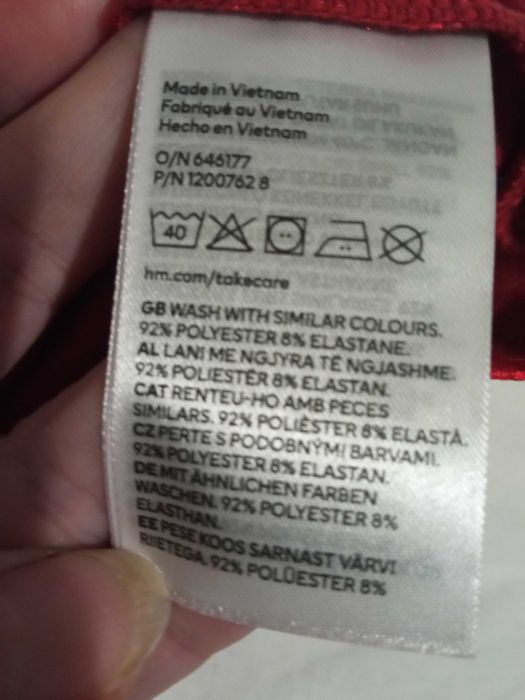 Made in Vietnam
Fabriqué au Vietnam
Hecho en Vietnam
O/N 646177
P/N 1200762 8
40
hm.com/takecare
GB WASH WITH SIMILAR COLOURS.
92% POLYESTER 8% ELASTANE.
AL LANI ME NGJYRA TË NGJASHME.
92% POLIESTËR 8% ELASTAN.
CAT RENTEU-HO AMB PECES
SIMILARS. 92% POLIÈSTER 8% ELASTÀ.
CZ PERTE S PODOBNÝMI BARVAMI.
92% POLYESTER 8% ELASTAN.
DE MIT ÄHNLICHEN FARBEN
WASCHEN. 92% POLYESTER 8%
ELASTHAN.
EE PESE KOOS SARNAST VÄRVI
RIIETEGA. 92% POLÜESTER 8%